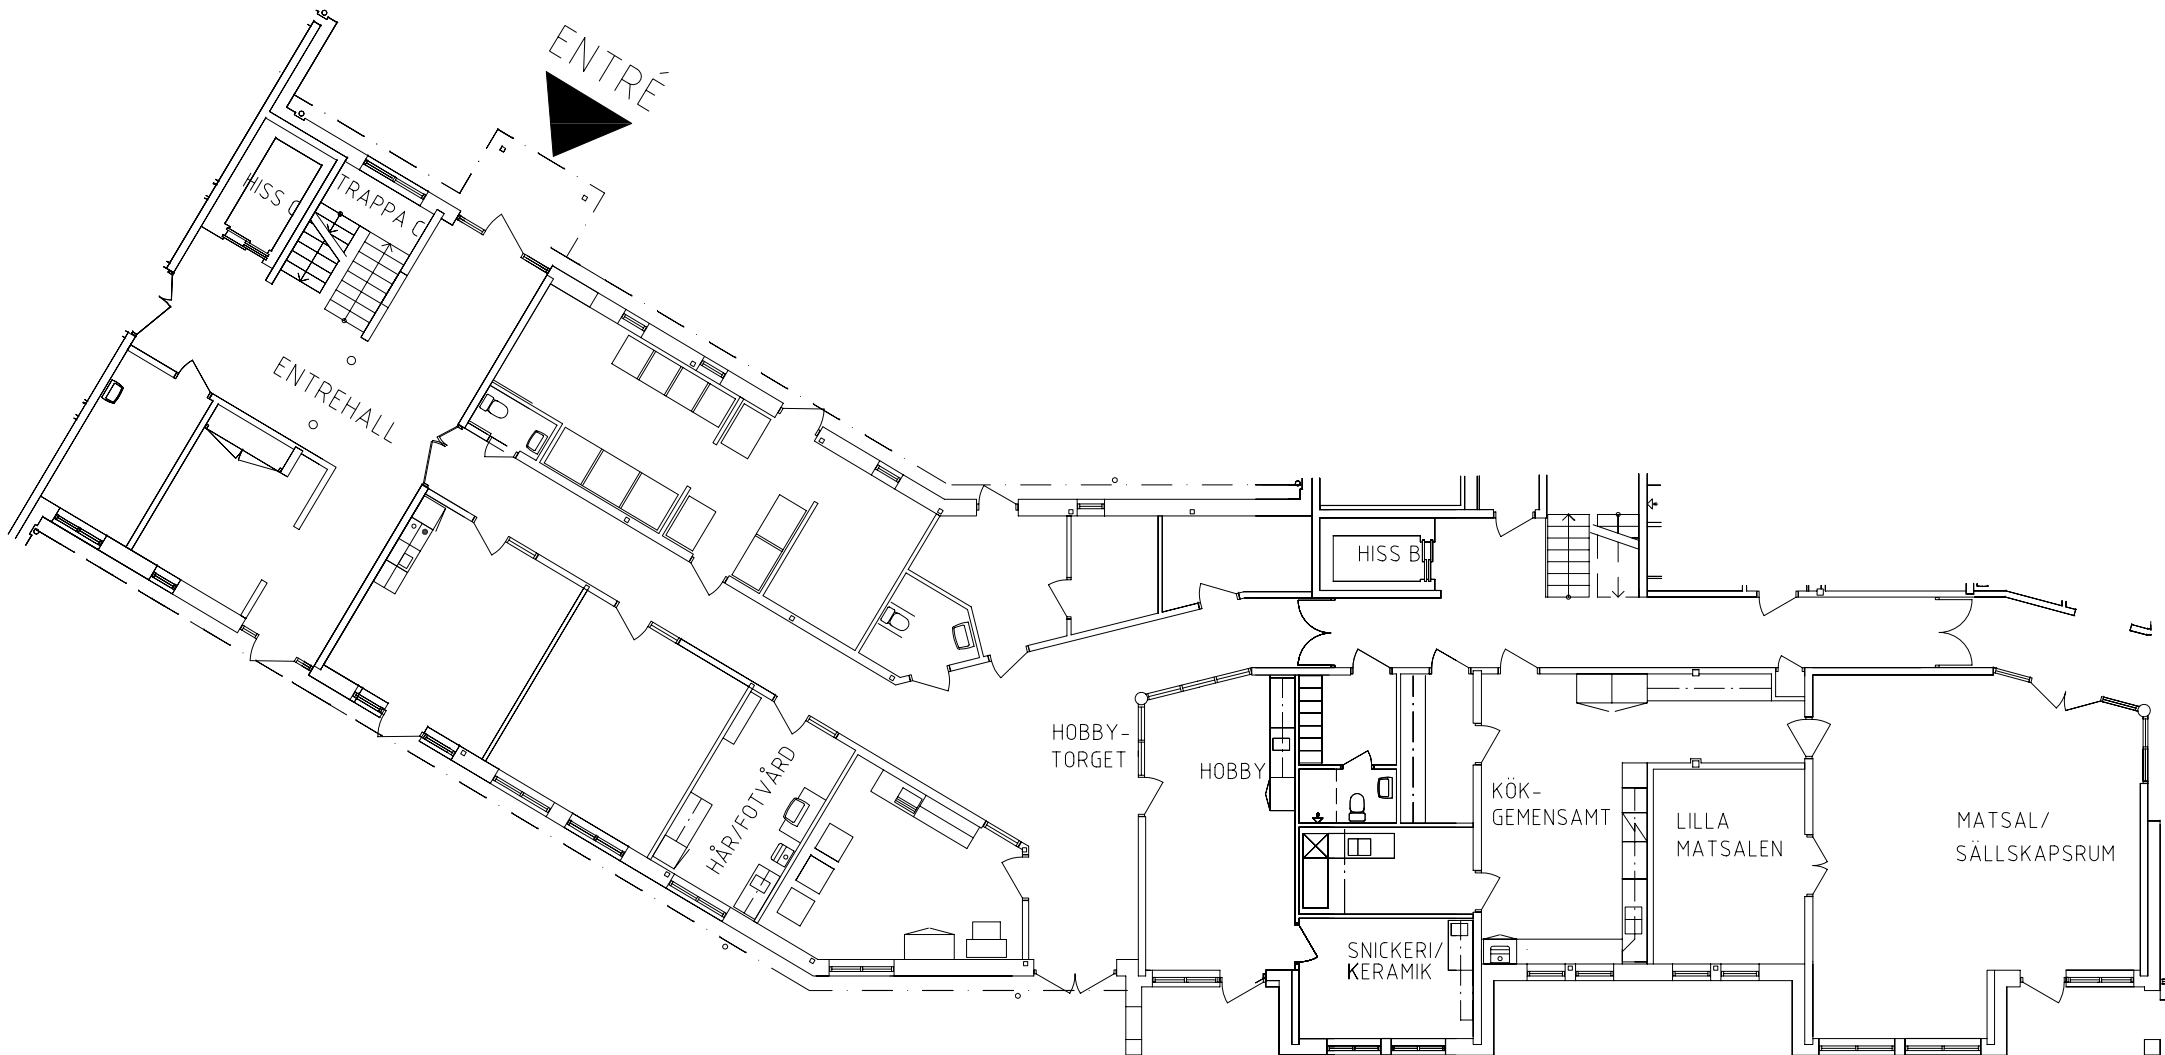 ENTRÉ
HISS C
TRAPPA C
ENTREHALL
HISS B
HOBBY-
TORGET
HOBBY
HÅR/FOTVÅRD
KÖK-
GEMENSAMT
LILLA
MATSALEN
MATSAL/
SÄLLSKAPSRUM
SNICKERI/
KERAMIK